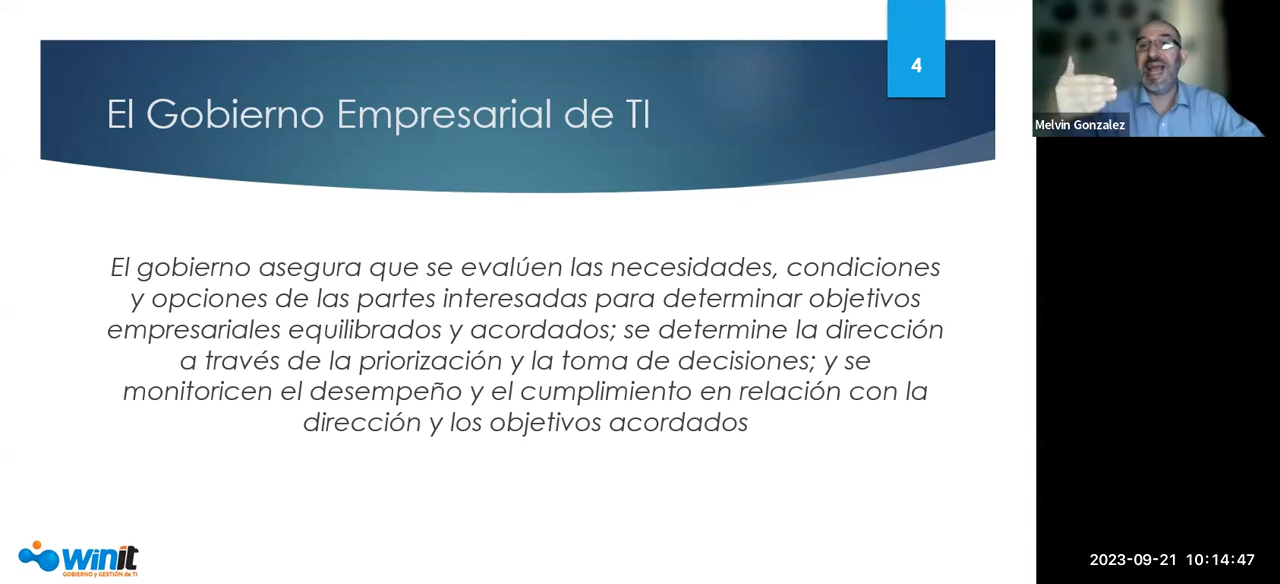 4
El Gobierno Empresarial de TI
Melvin Gonzalez
El gobierno asegura que se evalúen las necesidades, condiciones
y opciones de las partes interesadas para determinar objetivos
empresariales equilibrados y acordados; se determine la dirección
a través de la priorización y la toma de decisiones; y se
monitoricen el desempeño y el cumplimiento en relación con la
dirección y los objetivos acordados
winit
GOBIERNO y GESTIÓN de TI
2023-09-21 10:14:47